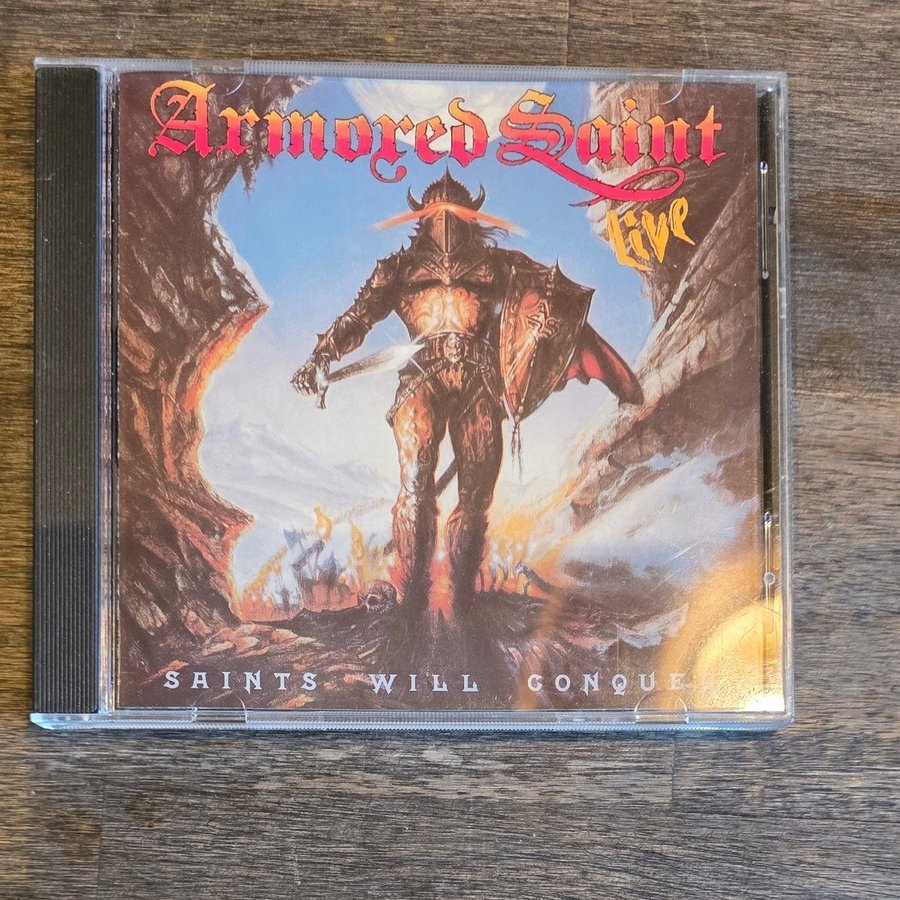 Armored Saint
Live
SAINTS WILL CONQUE